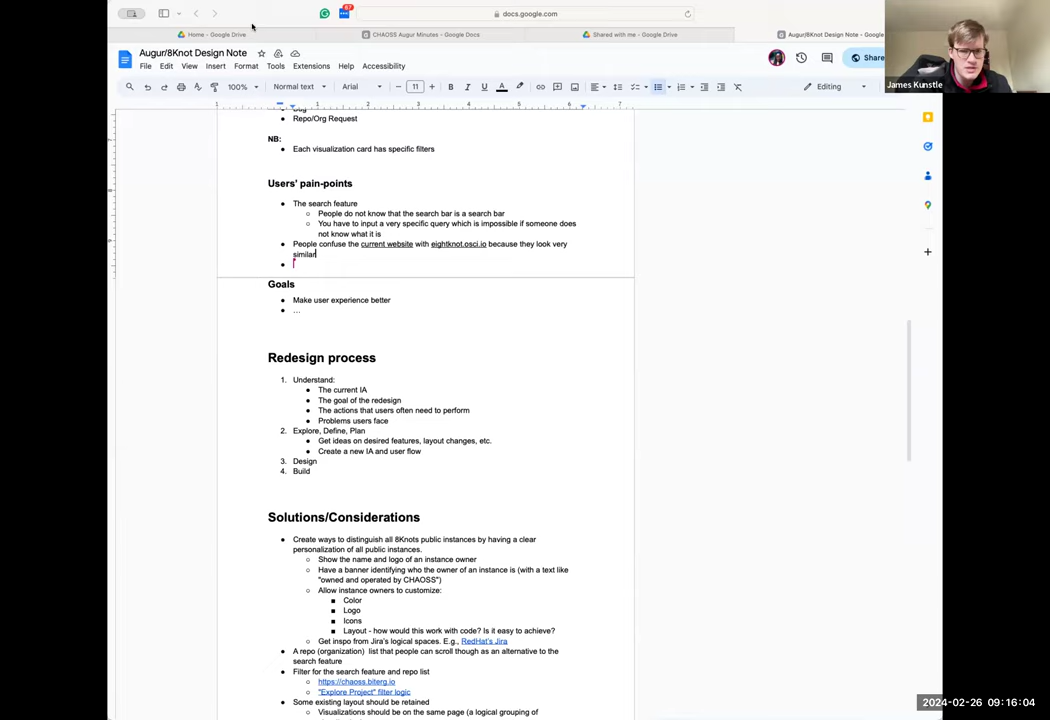 67
docs.google.com
Home - Google Drive
CHAOSS Augur Minutes - Google Docs
Shared with me - Google Drive
Augur/8Knot Design Note - Google
Augur/8Knot Design Note
Share
File Edit View Insert Format Tools Extensions Help Accessibility
James Kunstle
100% Normal text Arial 11 Editing
1 1 2 3 4 5 6 7
Repo/Org Request
NB:
Each visualization card has specific filters
Users' pain-points
The search feature
People do not know that the search bar is a search bar
You have to input a very specific query which is impossible if someone does
not know what it is
People confuse the current website with eightknot.osci.io because they look very
similar
Goals
Make user experience better
...
Redesign process
1. Understand:
The current IA
The goal of the redesign
The actions that users often need to perform
Problems users face
2. Explore, Define, Plan
Get ideas on desired features, layout changes, etc.
Create a new IA and user flow
3. Design
4. Build
Solutions/Considerations
Create ways to distinguish all 8Knots public instances by having a clear
personalization of all public instances.
Show the name and logo of an instance owner
Have a banner identifying who the owner of an instance is (with a text like
"owned and operated by CHAOSS")
Allow instance owners to customize:
Color
Logo
Icons
Layout - how would this work with code? Is it easy to achieve?
Get inspo from Jira's logical spaces. E.g., RedHat's Jira
A repo (organization) list that people can scroll though as an alternative to the
search feature
Filter for the search feature and repo list
https://chaoss.biterg.io
"Explore Project" filter logic
Some existing layout should be retained
Visualizations should be on the same page (a logical grouping of
2024-02-26 09:16:04